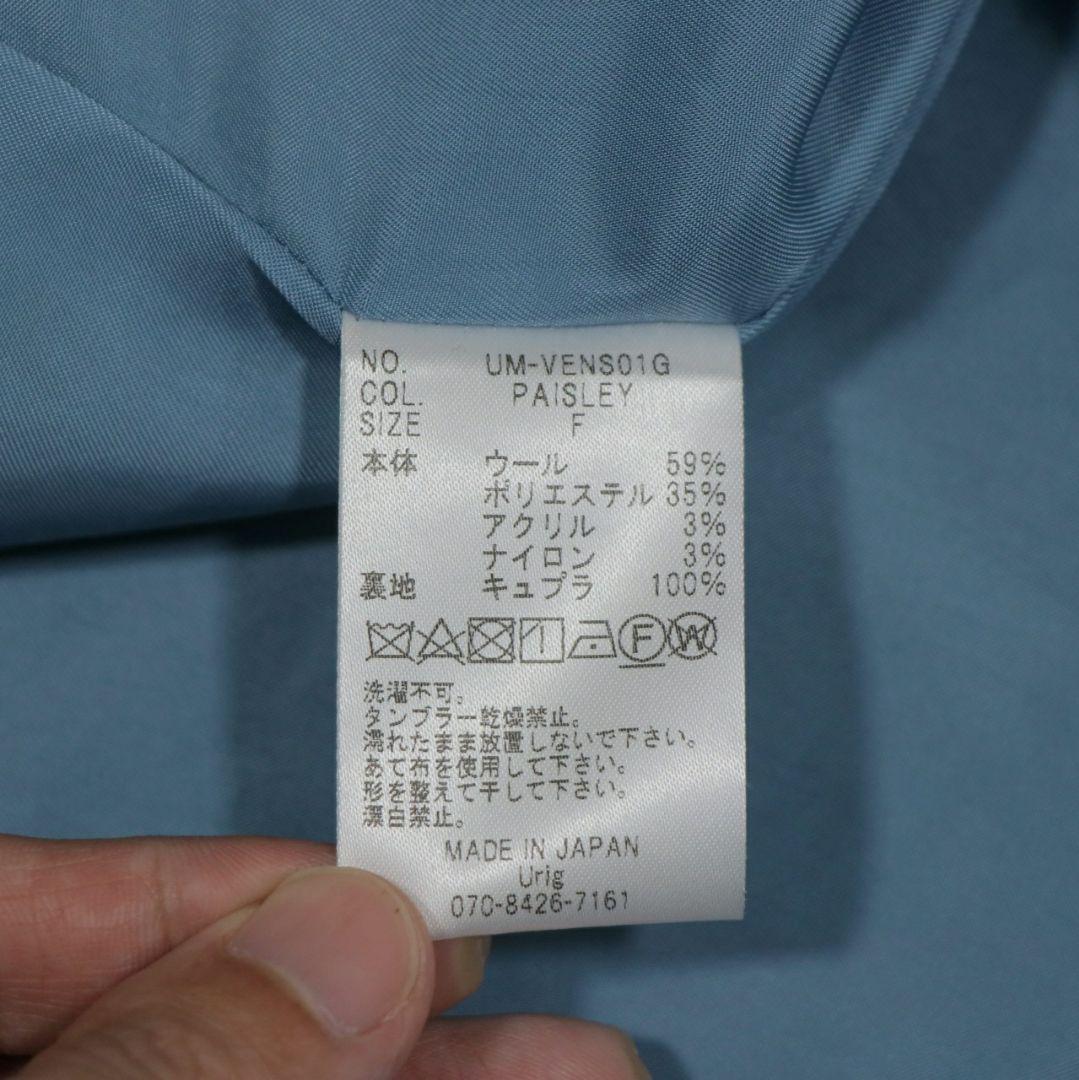 NO. UM-VENS01G
COL. PAISLEY
SIZE F
本体 ウール 59%
ポリエステル 35%
アクリル 3%
ナイロン 3%
裏地 キュプラ 100%
F W
洗濯不可。
タンブラー乾燥禁止。
濡れたまま放置しないで下さい。
あて布を使用して下さい。
形を整えて干して下さい。
漂白禁止。
MADE IN JAPAN
Urig
070-8426-7161